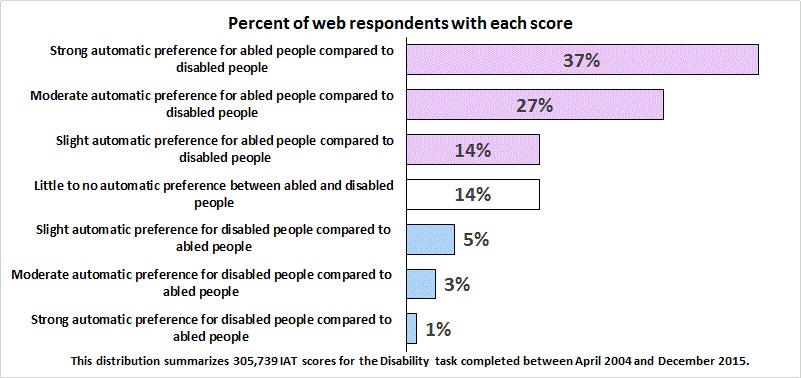 Percent of web respondents with each score
Strong automatic preference for abled people compared to
disabled people
37%
Moderate automatic preference for abled people compared to
disabled people
27%
Slight automatic preference for abled people compared to
disabled people
14%
Little to no automatic preference between abled and disabled
people
14%
Slight automatic preference for disabled people compared to
abled people
5%
Moderate automatic preference for disabled people compared to
abled people
3%
Strong automatic preference for disabled people compared to
abled people
1%
This distribution summarizes 305,739 IAT scores for the Disability task completed between April 2004 and December 2015.